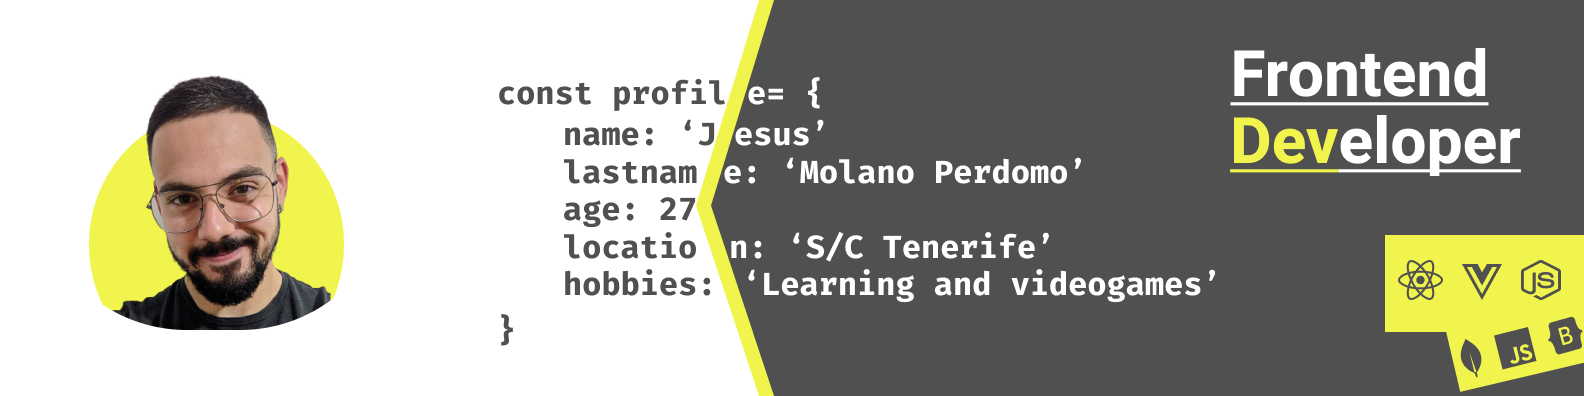 const profile= {
name: ‘Jesus’
lastname: ‘Molano Perdomo’
age: 27
location: ‘S/C Tenerife’
hobbies: ‘Learning and videogames’
}
Frontend
Developer
JS
JS
B